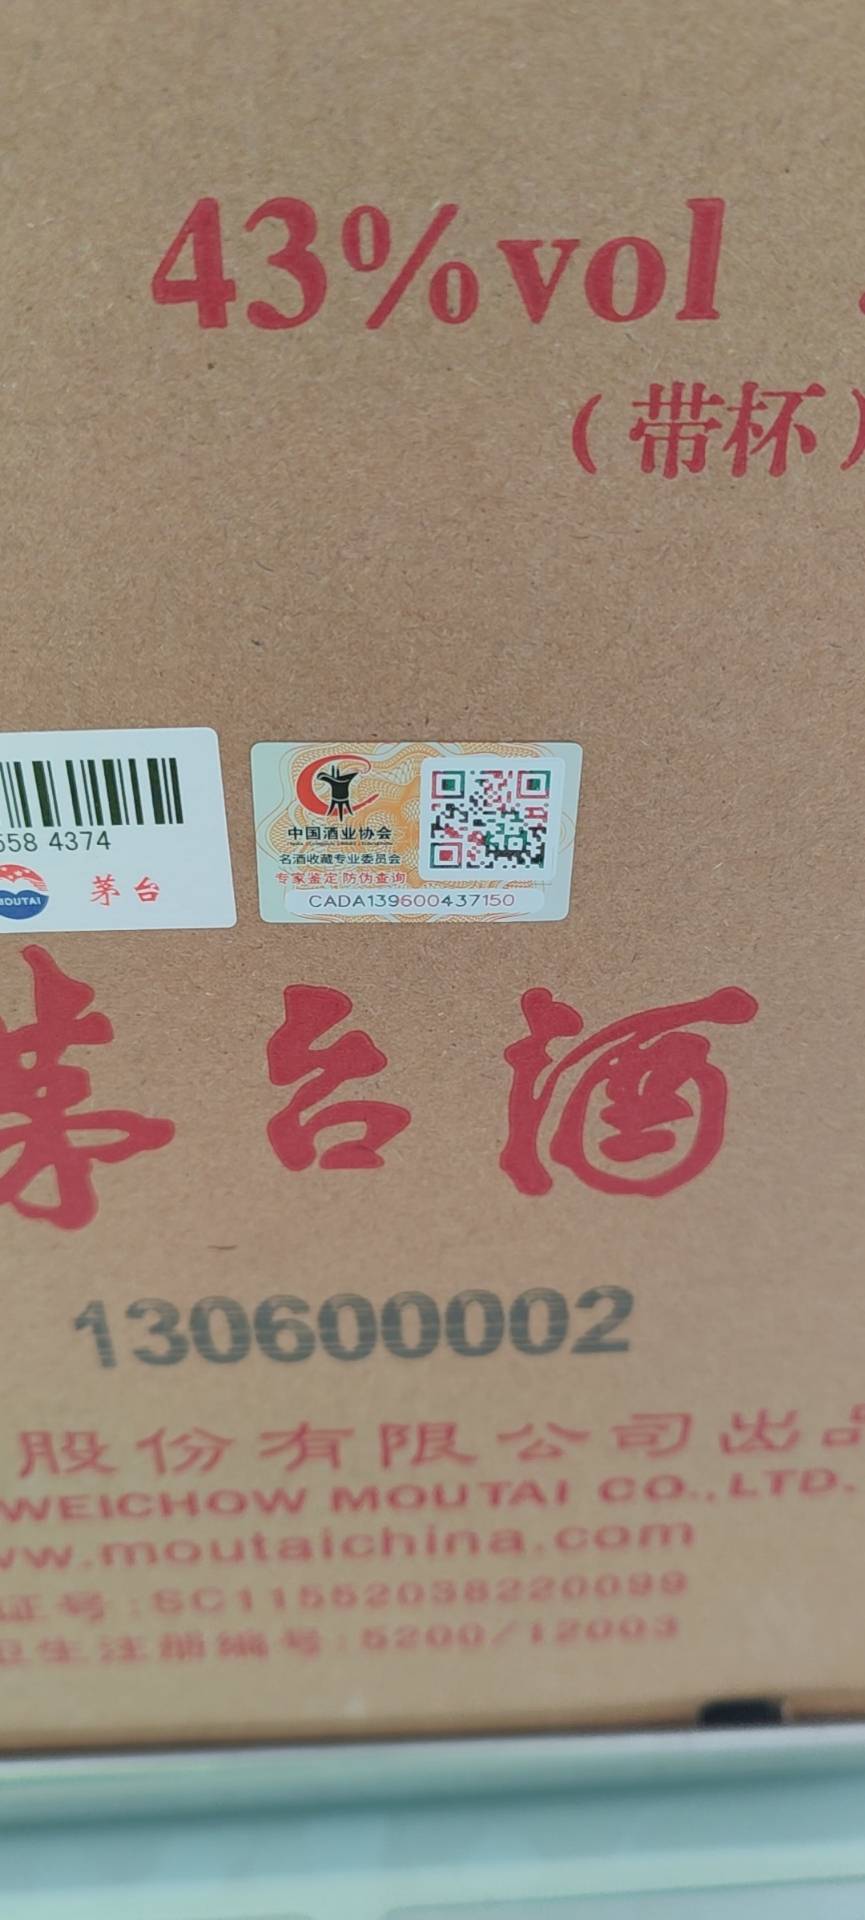 43%vol
（带杯）
558 4374
MOUTAI
茅台
中国酒业协会
名酒收藏专业委员会
专家鉴定 防伪查询
CADA139600437150
茅台酒
130600002
股份有限公司出品
WEICHOW MOUTAI CO.,LTD.
ww.moutaichina.com
证号:SC11552038220099
卫生注册编号:5200/12003